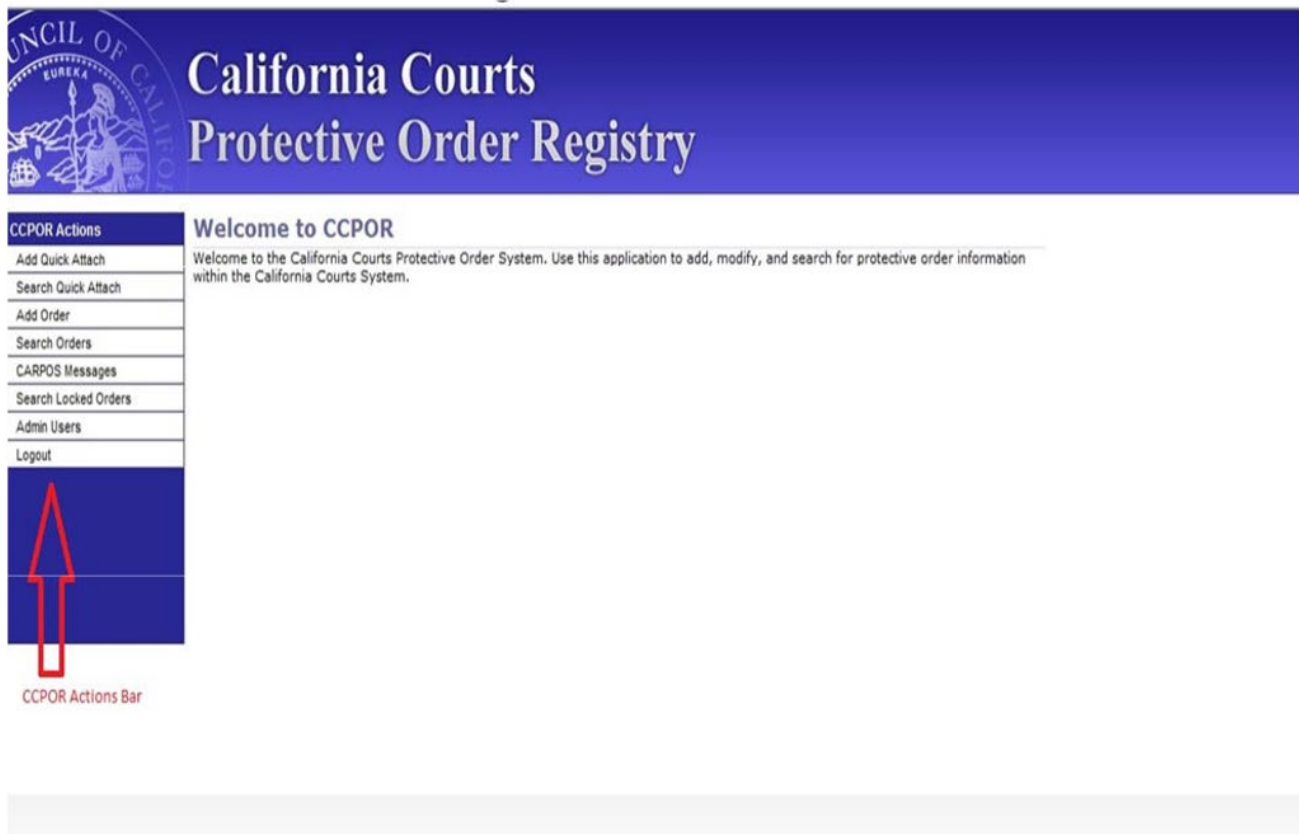 UNCIL OF CALIFOR
EUREKA
California Courts
Protective Order Registry
CCPOR Actions
Add Quick Attach
Search Quick Attach
Add Order
Search Orders
CARPOS Messages
Search Locked Orders
Admin Users
Logout
Welcome to CCPOR
Welcome to the California Courts Protective Order System. Use this application to add, modify, and search for protective order information
within the California Courts System.
CCPOR Actions Bar